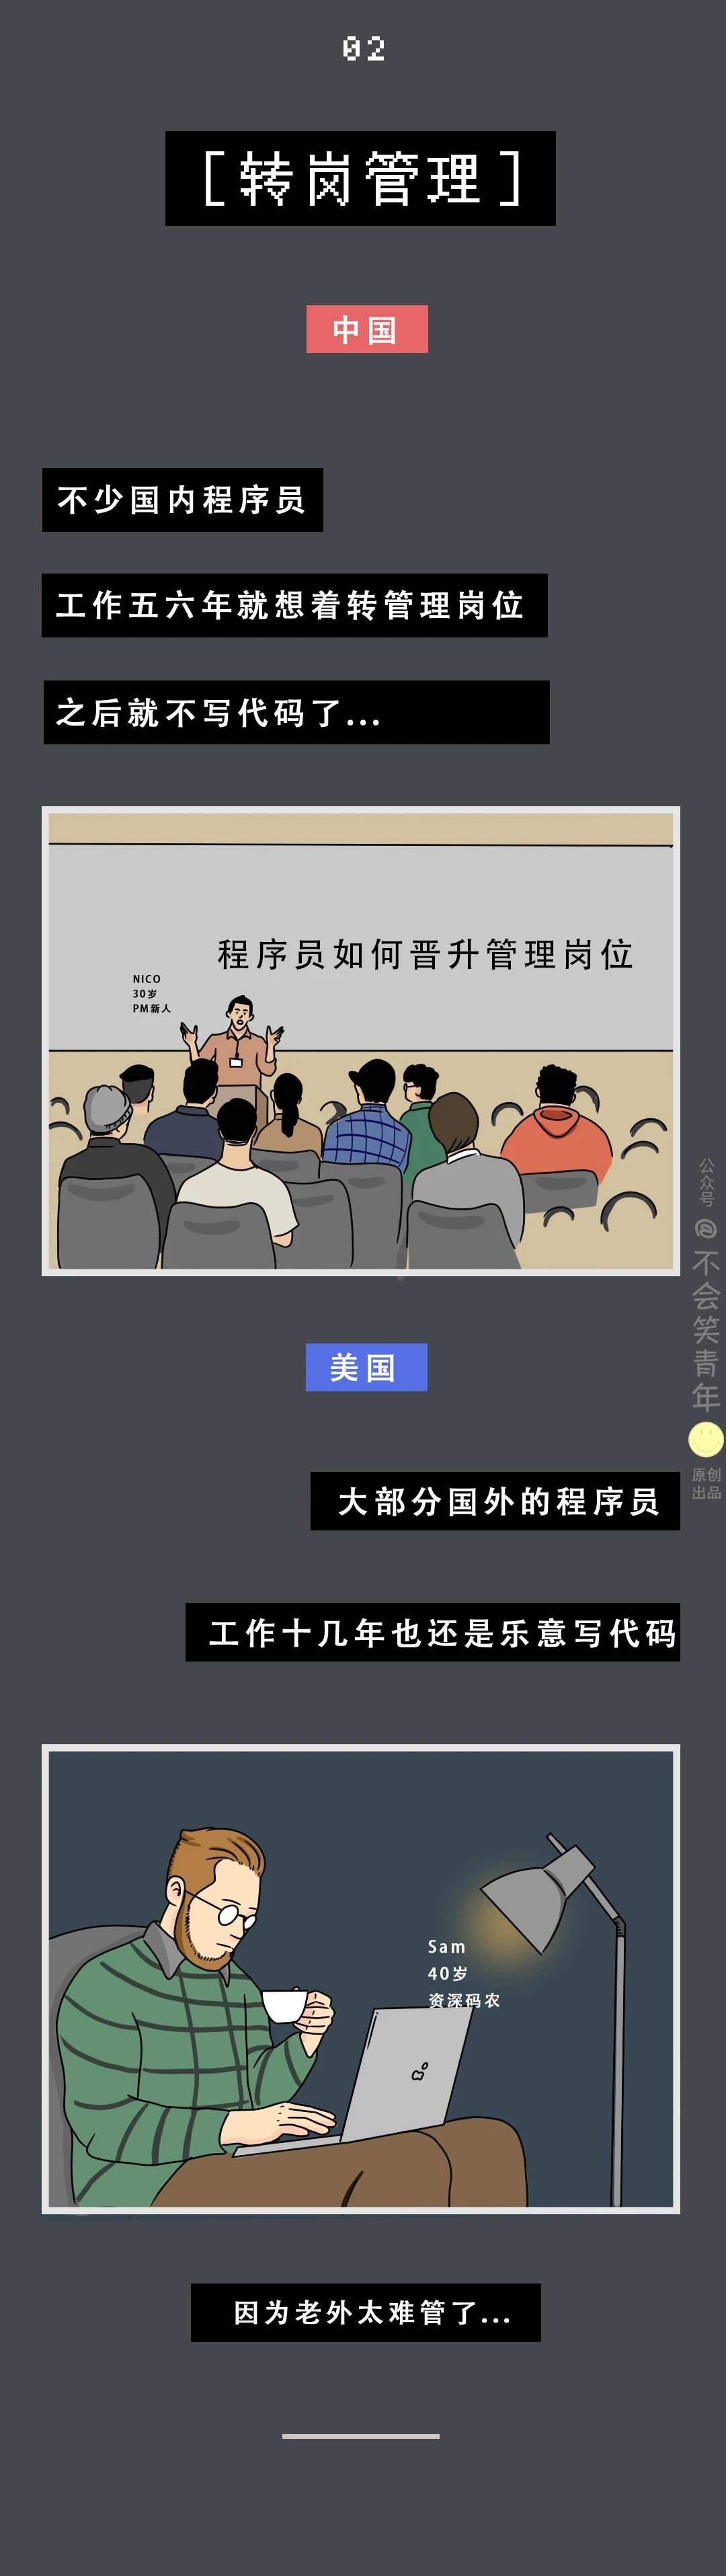 02
[转岗管理]
中国
不少国内程序员
工作五六年就想着转管理岗位
之后就不写代码了...
程序员如何晋升管理岗位
NICO
30岁
PM新人
公众号@不会笑青年
原创
出品
美国
大部分国外的程序员
工作十几年也还是乐意写代码
Sam
40岁
资深码农
因为老外太难管了...